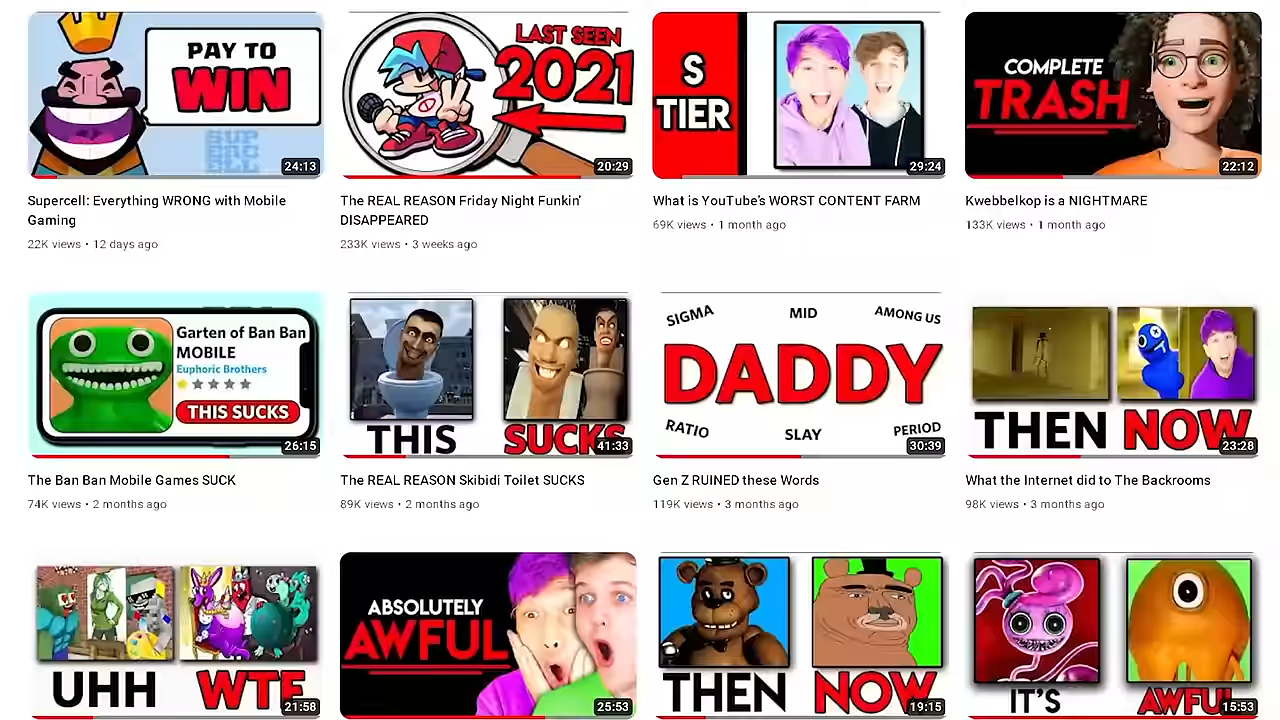 PAY TO
WIN
SUP
ERC
ELL
24:13
LAST SEEN
2021
20:29
S
TIER
29:24
COMPLETE
TRASH
22:12
Supercell: Everything WRONG with Mobile
Gaming
22K views • 12 days ago
The REAL REASON Friday Night Funkin'
DISAPPEARED
233K views • 3 weeks ago
What is YouTube's WORST CONTENT FARM
69K views • 1 month ago
Kwebbelkop is a NIGHTMARE
133K views • 1 month ago
Garten of Ban Ban
MOBILE
Euphoric Brothers
THIS SUCKS
26:15
THIS SUCKS
41:33
SIGMA MID AMONG US
DADDY
RATIO SLAY PERIOD
30:39
THEN NOW
23:28
The Ban Ban Mobile Games SUCK
74K views • 2 months ago
The REAL REASON Skibidi Toilet SUCKS
89K views • 2 months ago
Gen Z RUINED these Words
119K views • 3 months ago
What the Internet did to The Backrooms
98K views • 3 months ago
UHH WTF
21:58
ABSOLUTELY
AWFUL
25:53
THEN NOW
19:15
IT'S AWFUL
15:53